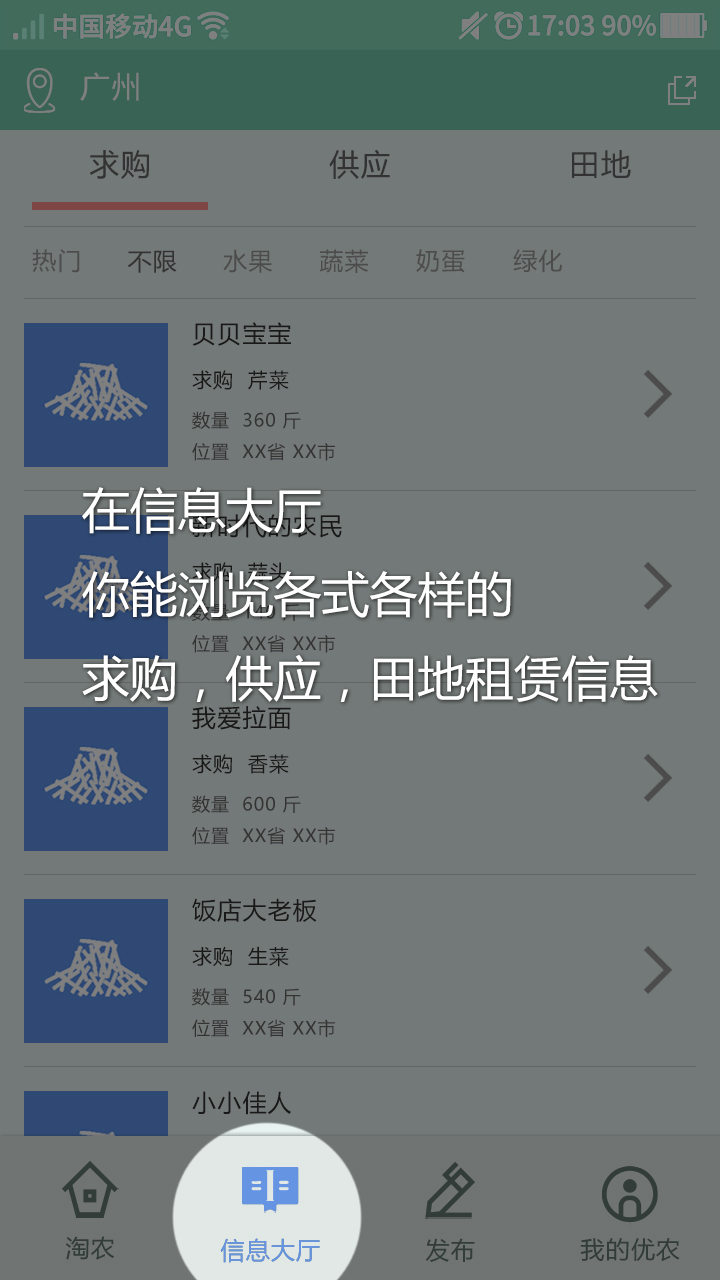 中国移动4G 17:03 90%
广州
求购 供应 田地
热门 不限 水果 蔬菜 奶蛋 绿化
贝贝宝宝
求购 芹菜
数量 360 斤
位置 XX省 XX市
在信息大厅
新时代的农民
求购
你能浏览各式各样的
数量
位置 XX省 XX市
求购，供应，田地租赁信息
我爱拉面
求购 香菜
数量 600 斤
位置 XX省 XX市
饭店大老板
求购 生菜
数量 540 斤
位置 XX省 XX市
小小佳人
淘农 信息大厅 发布 我的优农